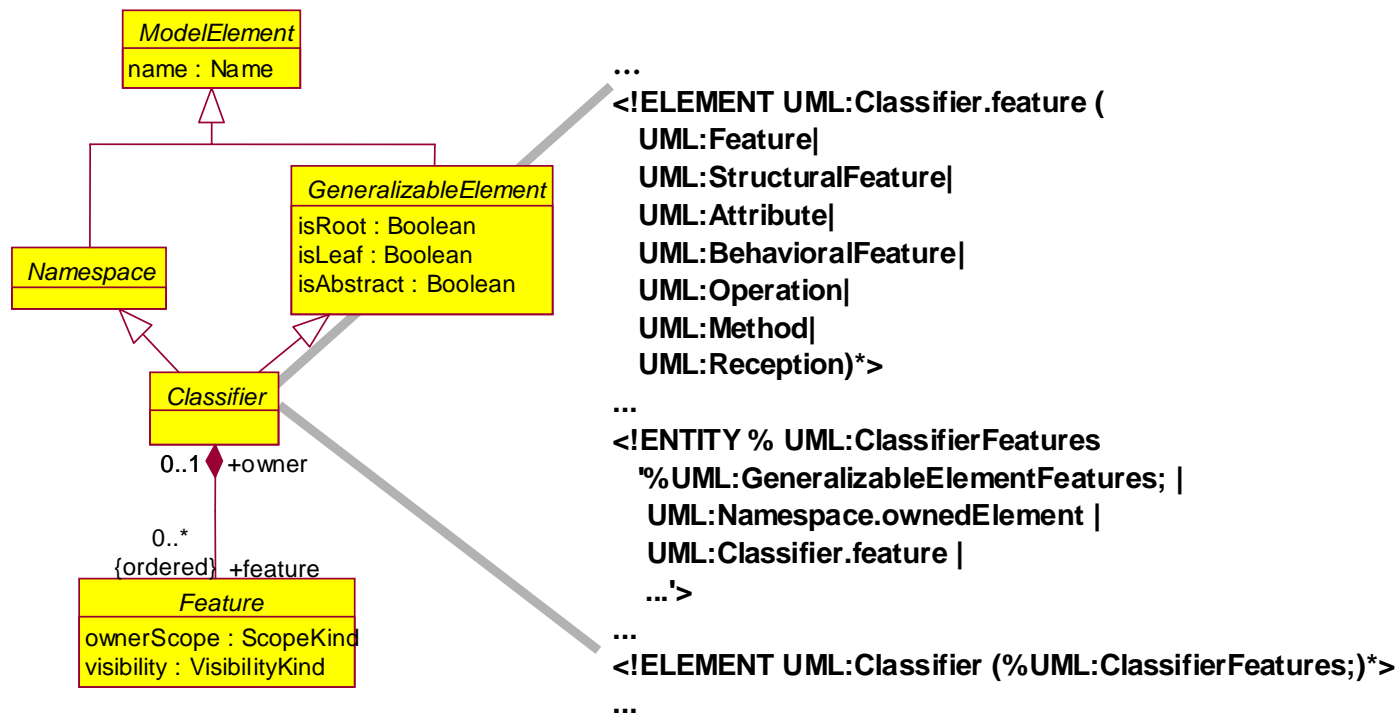 ModelElement
name : Name
GeneralizableElement
isRoot : Boolean
isLeaf : Boolean
isAbstract : Boolean
Namespace
Classifier
0..1 +owner
0..*
{ordered} +feature
Feature
ownerScope : ScopeKind
visibility : VisibilityKind
...
<!ELEMENT UML:Classifier.feature (
UML:Feature|
UML:StructuralFeature|
UML:Attribute|
UML:BehavioralFeature|
UML:Operation|
UML:Method|
UML:Reception)*>
...
<!ENTITY % UML:ClassifierFeatures
'%UML:GeneralizableElementFeatures; |
UML:Namespace.ownedElement |
UML:Classifier.feature |
...'>
...
<!ELEMENT UML:Classifier (%UML:ClassifierFeatures;)*>
...